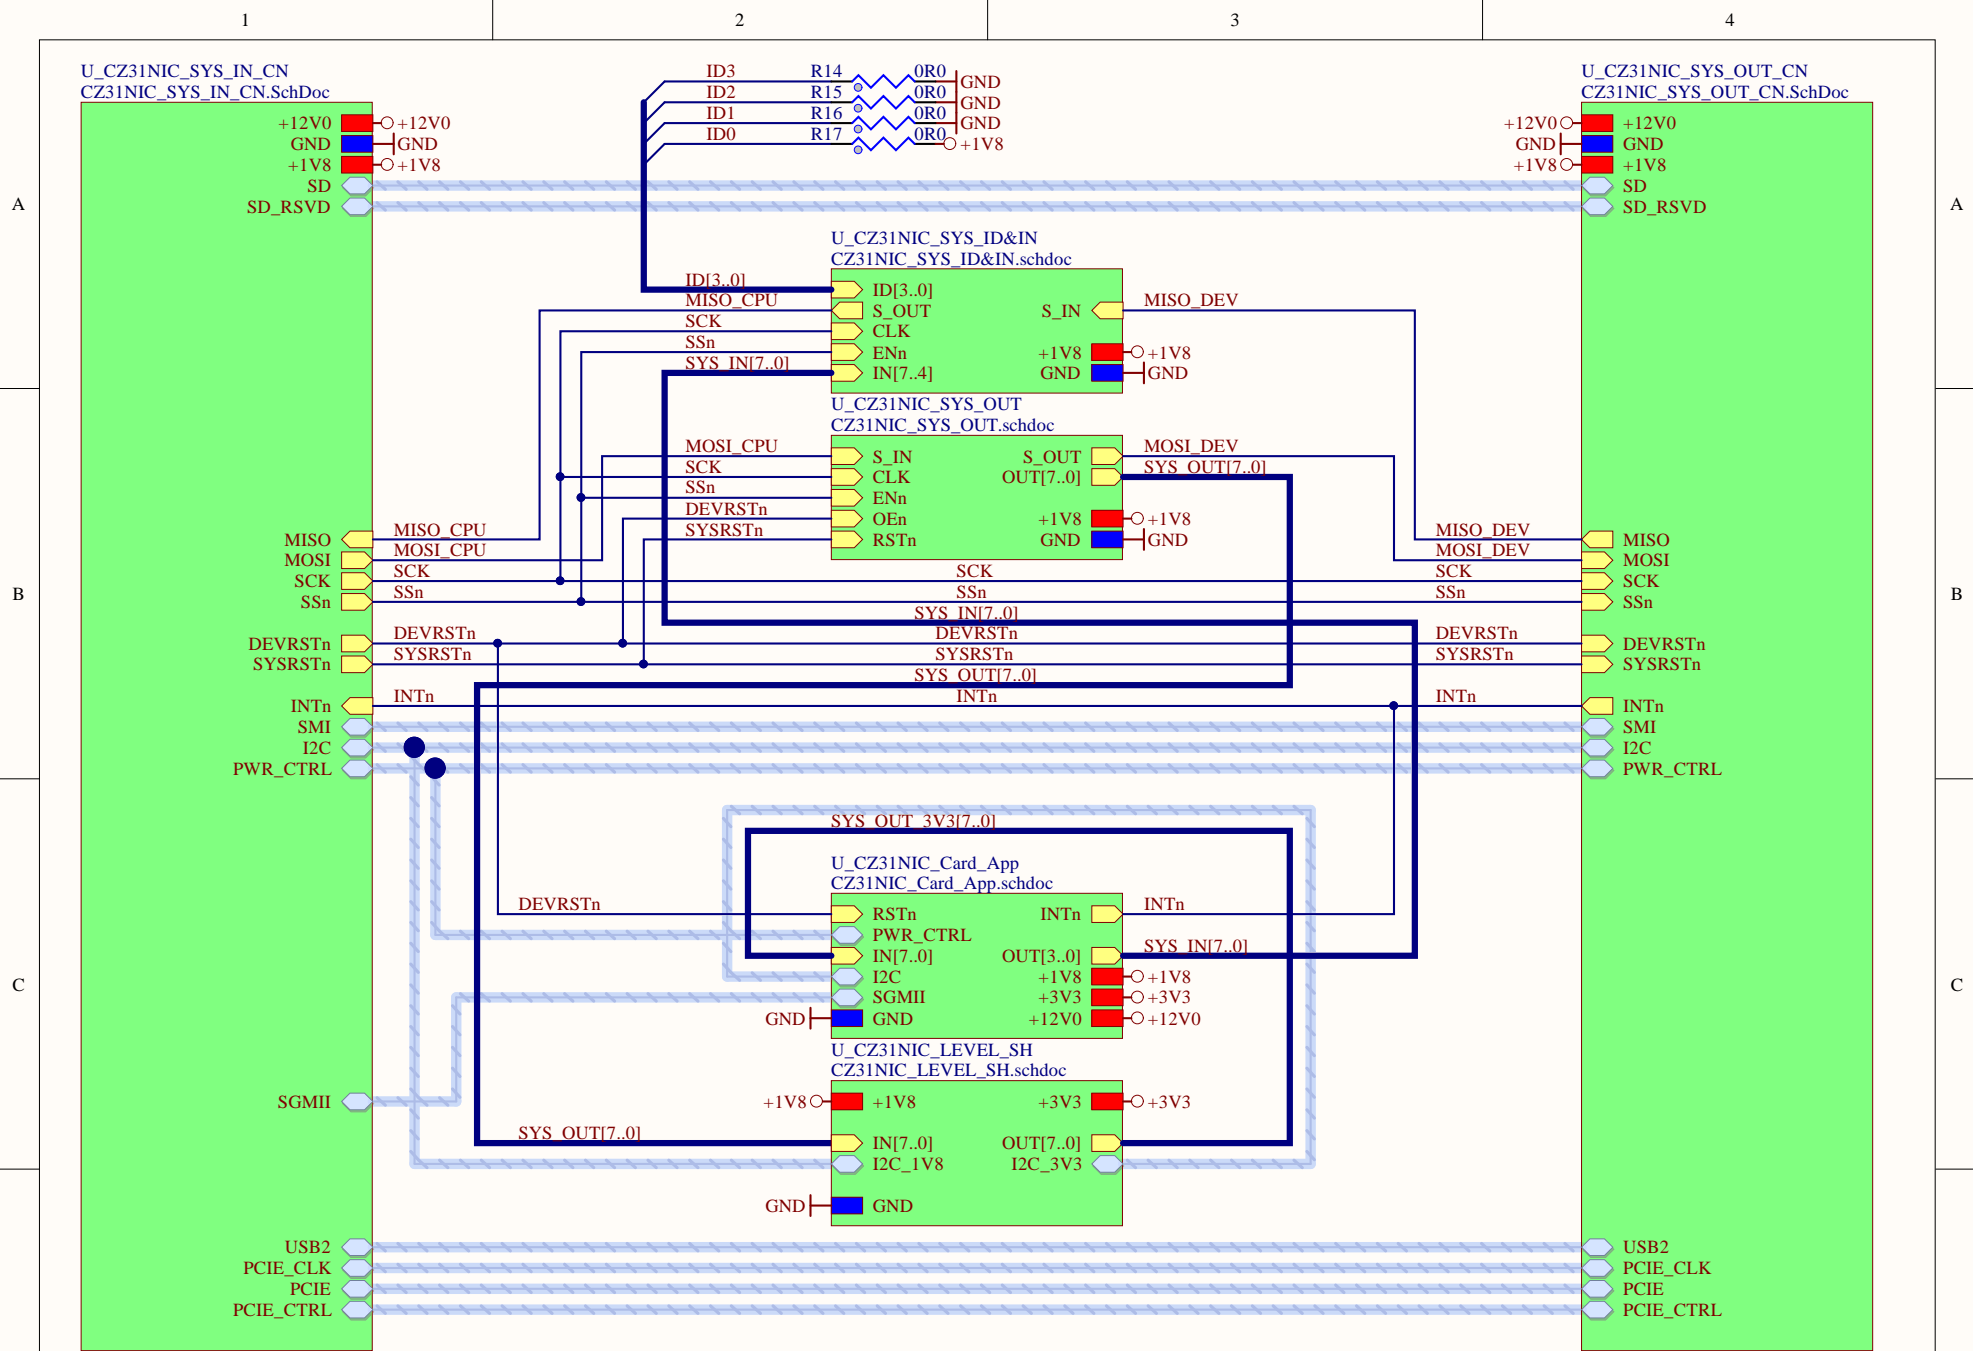 1 2 3 4
U_CZ31NIC_SYS_IN_CN
CZ31NIC_SYS_IN_CN.SchDoc
+12V0 +12V0
GND GND
+1V8 +1V8
SD
SD_RSVD
MISO MISO_CPU
MOSI MOSI_CPU
SCK SCK
SSn SSn
DEVRSTn DEVRSTn
SYSRSTn SYSRSTn
INTn INTn
SMI
I2C
PWR_CTRL
SGMII
USB2
PCIE_CLK
PCIE
PCIE_CTRL
ID3 R14 0R0 GND
ID2 R15 0R0 GND
ID1 R16 0R0 GND
ID0 R17 0R0 +1V8
U_CZ31NIC_SYS_ID&IN
CZ31NIC_SYS_ID&IN.schdoc
ID[3..0] ID[3..0]
MISO_CPU S_OUT S_IN MISO_DEV
SCK CLK
SSn ENn +1V8 +1V8
SYS_IN[7..0] IN[7..4] GND GND
U_CZ31NIC_SYS_OUT
CZ31NIC_SYS_OUT.schdoc
MOSI_CPU S_IN S_OUT MOSI_DEV
SCK CLK OUT[7..0] SYS_OUT[7..0]
SSn ENn
DEVRSTn OEn +1V8 +1V8
SYSRSTn RSTn GND GND
SCK
SSn
SYS_IN[7..0]
DEVRSTn
SYSRSTn
SYS_OUT[7..0]
INTn
SYS_OUT_3V3[7..0]
U_CZ31NIC_Card_App
CZ31NIC_Card_App.schdoc
DEVRSTn RSTn INTn INTn
PWR_CTRL
IN[7..0] OUT[3..0] SYS_IN[7..0]
I2C +1V8 +1V8
SGMII +3V3 +3V3
GND GND +12V0 +12V0
U_CZ31NIC_LEVEL_SH
CZ31NIC_LEVEL_SH.schdoc
+1V8 +1V8 +3V3 +3V3
SYS_OUT[7..0] IN[7..0] OUT[7..0]
I2C_1V8 I2C_3V3
GND GND
U_CZ31NIC_SYS_OUT_CN
CZ31NIC_SYS_OUT_CN.SchDoc
+12V0 +12V0
GND GND
+1V8 +1V8
SD
SD_RSVD
MISO_DEV MISO
MOSI_DEV MOSI
SCK SCK
SSn SSn
DEVRSTn DEVRSTn
SYSRSTn SYSRSTn
INTn INTn
SMI
I2C
PWR_CTRL
USB2
PCIE_CLK
PCIE
PCIE_CTRL
A A
B B
C C